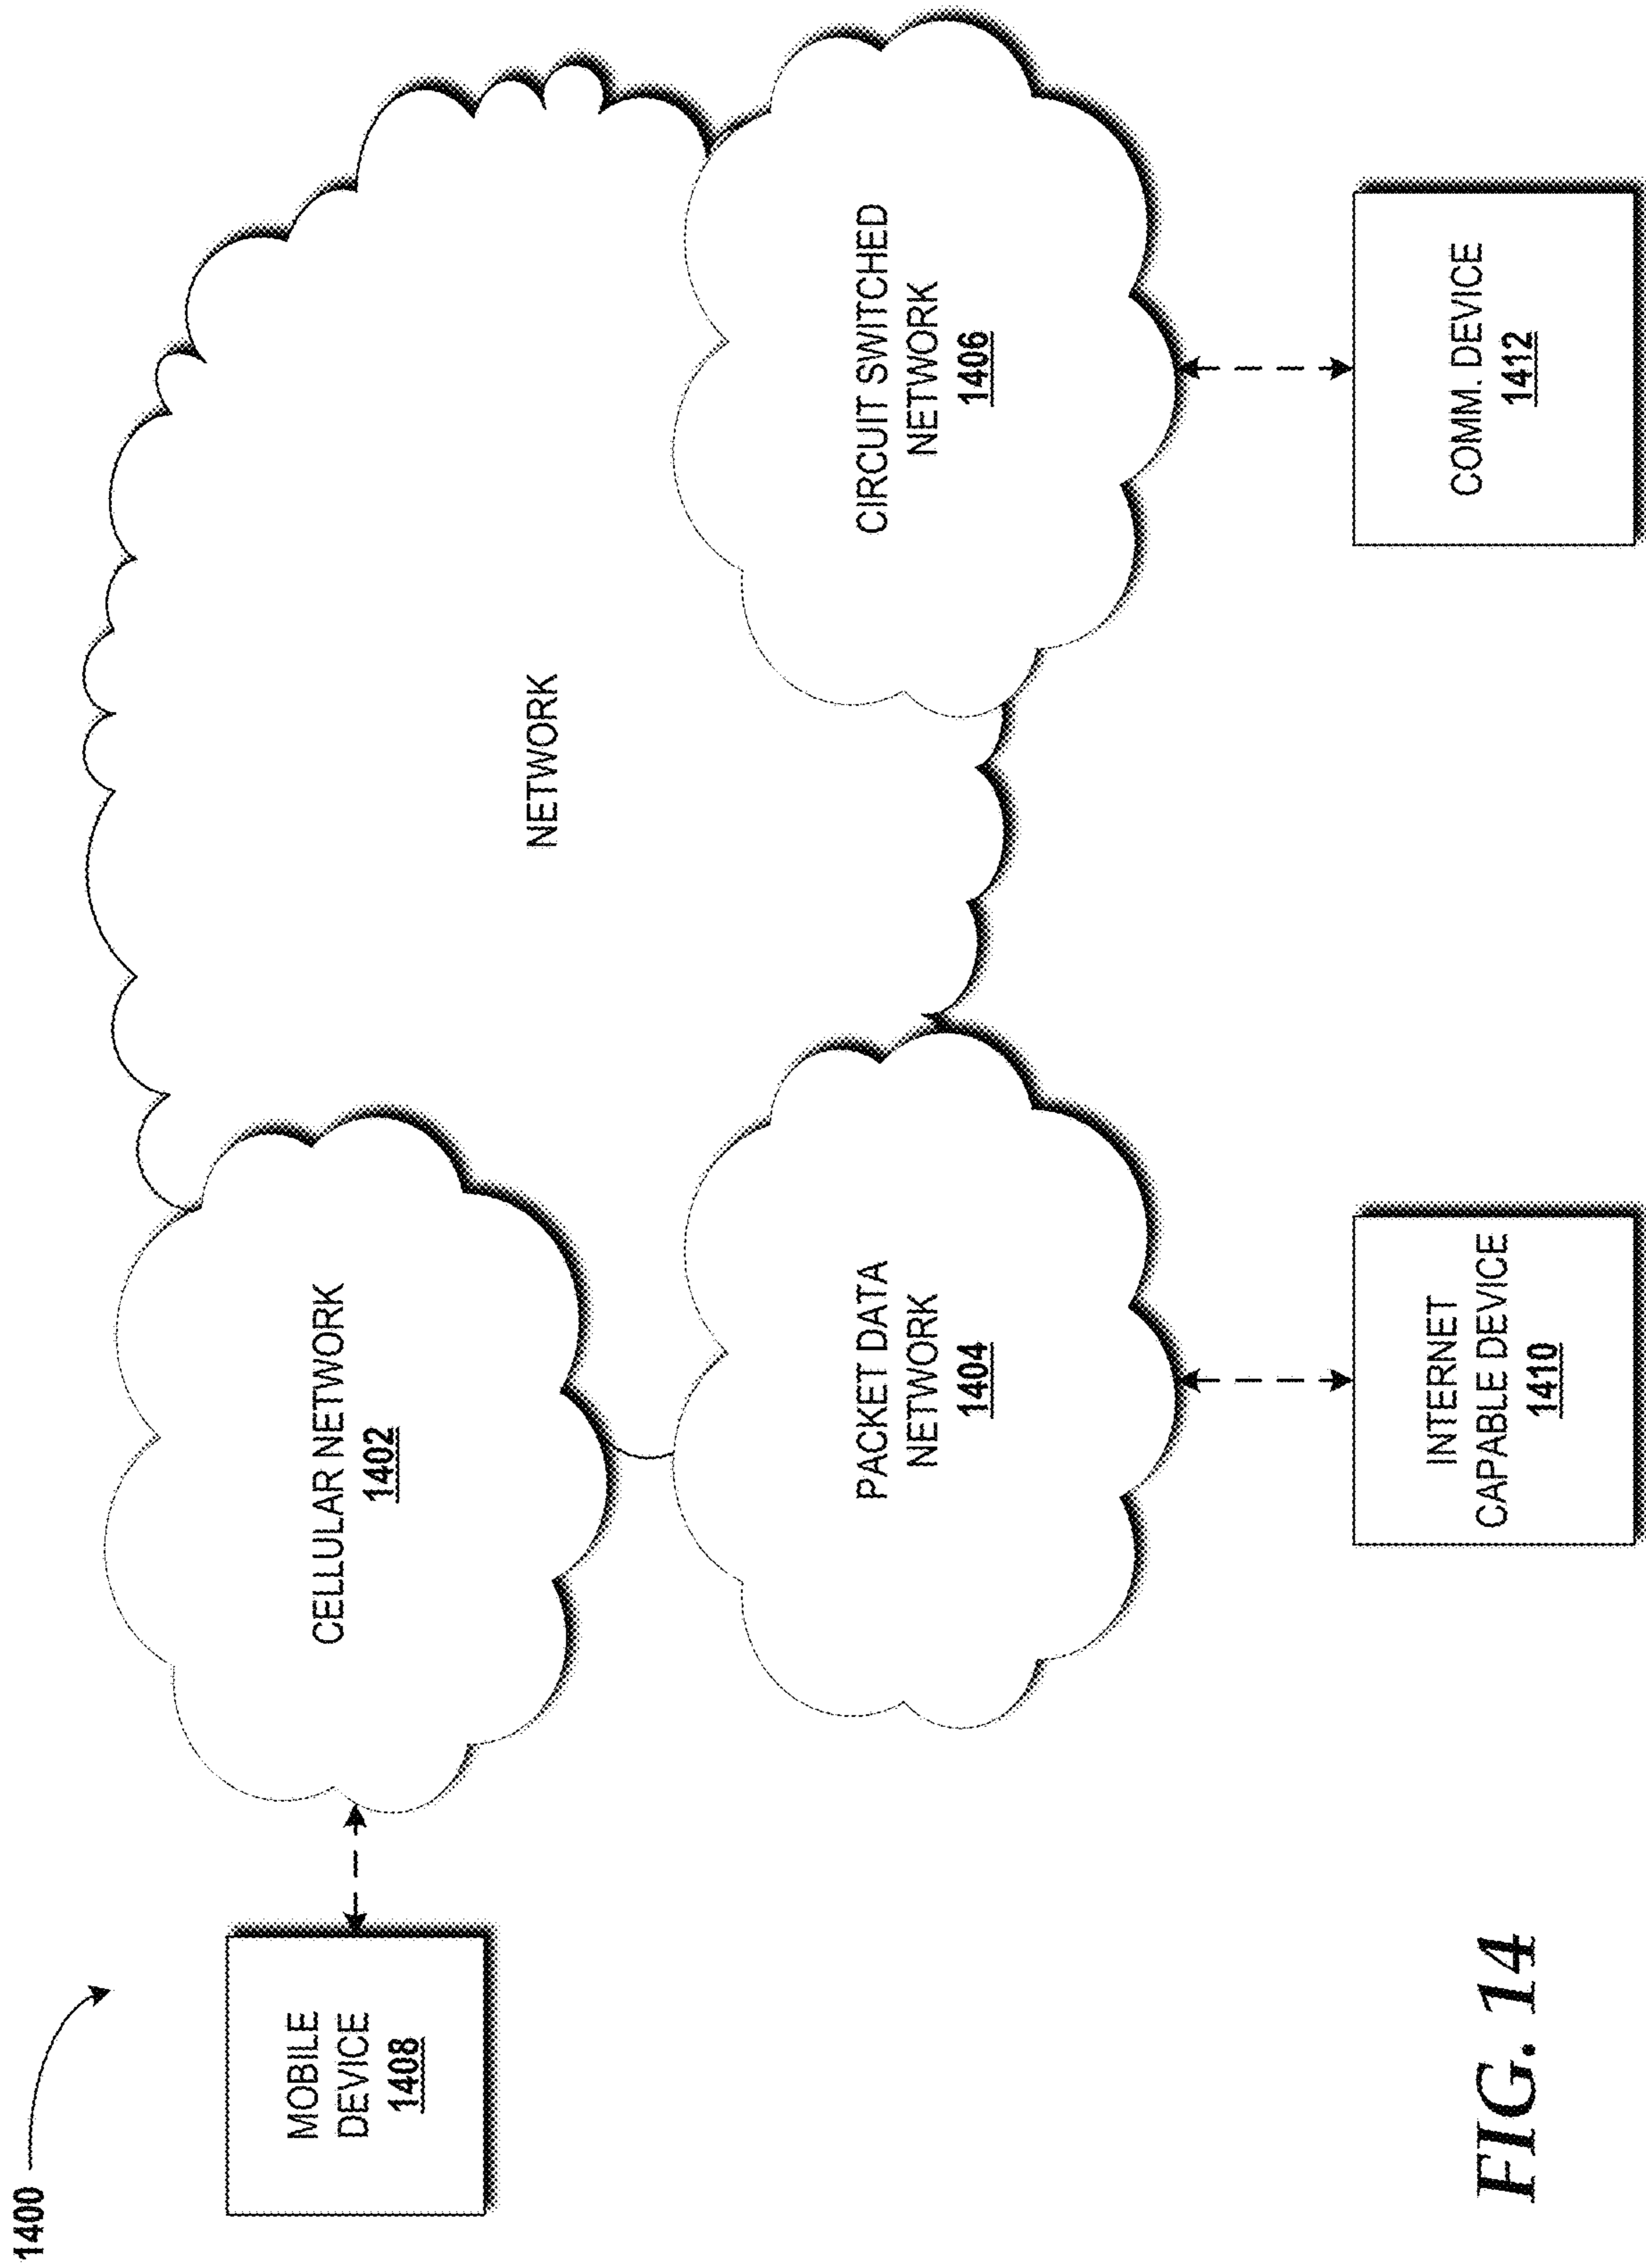 1400
MOBILE
DEVICE
1408
CELLULAR NETWORK
1402
NETWORK
PACKET DATA
NETWORK
1404
CIRCUIT SWITCHED
NETWORK
1406
INTERNET
CAPABLE DEVICE
1410
COMM. DEVICE
1412
FIG. 14